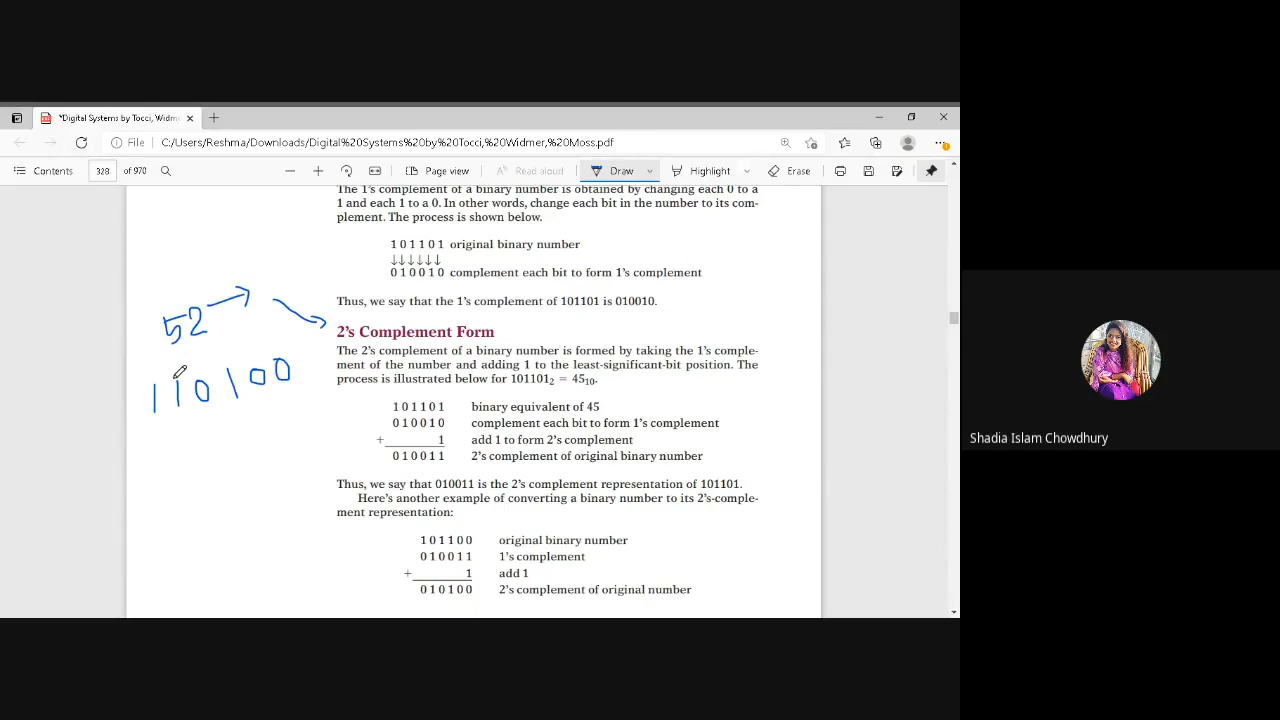 *Digital Systems by Tocci, Widme
File
C:/Users/Reshma/Downloads/Digital%20Systems%20by%20Tocci,%20Widmer,%20Moss.pdf
Contents 328 of 970 Page view Read aloud Draw Highlight Erase
The 1's complement of a binary number is obtained by changing each 0 to a
1 and each 1 to a 0. In other words, change each bit in the number to its com-
plement. The process is shown below.
1 0 1 1 0 1 original binary number
↓↓↓↓↓↓
0 1 0 0 1 0 complement each bit to form 1's complement
Thus, we say that the 1's complement of 101101 is 010010.
52
110100
2's Complement Form
The 2's complement of a binary number is formed by taking the 1's comple-
ment of the number and adding 1 to the least-significant-bit position. The
process is illustrated below for 101101₂ = 45₁₀.
1 0 1 1 0 1 binary equivalent of 45
0 1 0 0 1 0 complement each bit to form 1's complement
+ 1 add 1 to form 2's complement
0 1 0 0 1 1 2's complement of original binary number
Thus, we say that 010011 is the 2's complement representation of 101101.
Here's another example of converting a binary number to its 2's-comple-
ment representation:
1 0 1 1 0 0 original binary number
0 1 0 0 1 1 1's complement
+ 1 add 1
0 1 0 1 0 0 2's complement of original number
Shadia Islam Chowdhury